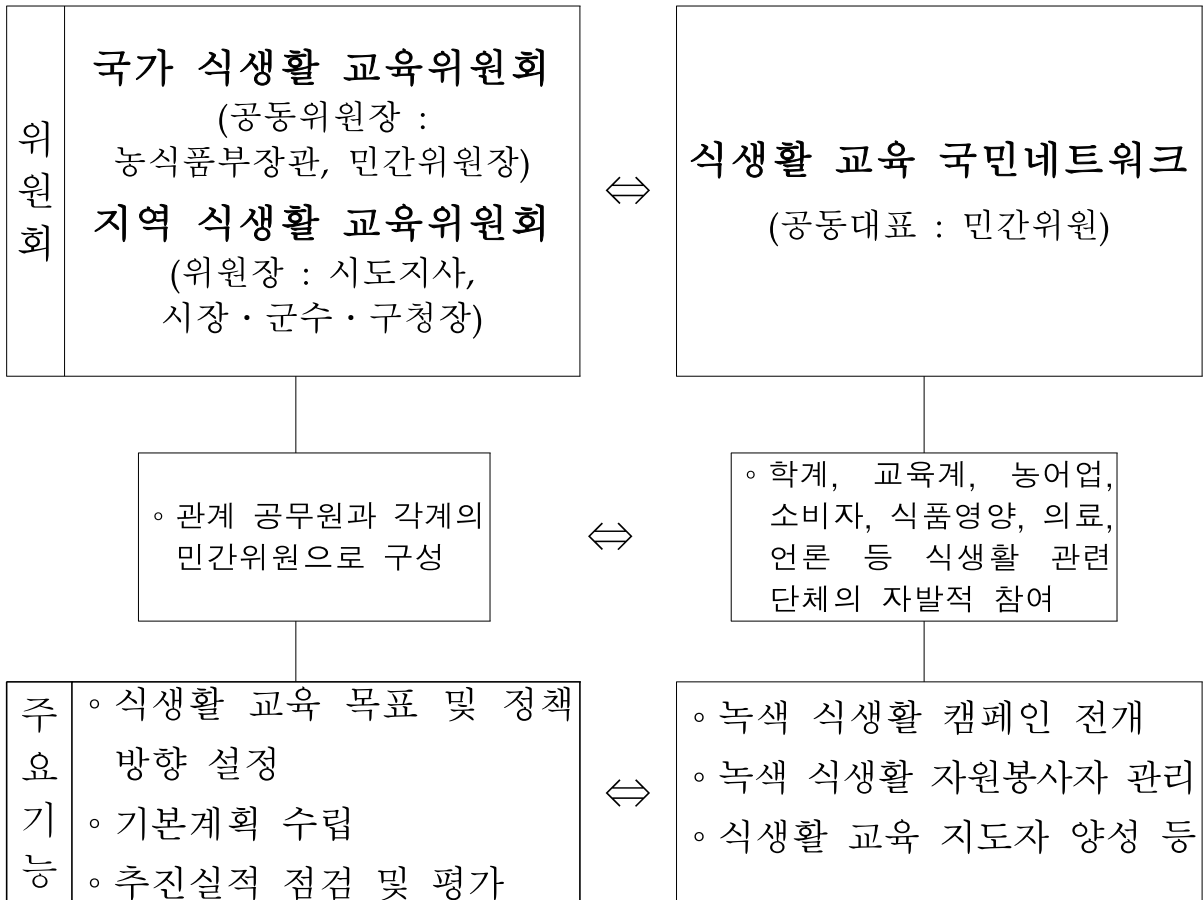 위
원
회
국가 식생활 교육위원회
(공동위원장 :
농식품부장관, 민간위원장)
지역 식생활 교육위원회
(위원장 : 시도지사,
시장·군수·구청장)
⇔
식생활 교육 국민네트워크
(공동대표 : 민간위원)
◦ 관계 공무원과 각계의
민간위원으로 구성
⇔
◦ 학계, 교육계, 농어업,
소비자, 식품영양, 의료,
언론 등 식생활 관련
단체의 자발적 참여
주
요
기
능
◦ 식생활 교육 목표 및 정책
방향 설정
◦ 기본계획 수립
◦ 추진실적 점검 및 평가
⇔
◦ 녹색 식생활 캠페인 전개
◦ 녹색 식생활 자원봉사자 관리
◦ 식생활 교육 지도자 양성 등